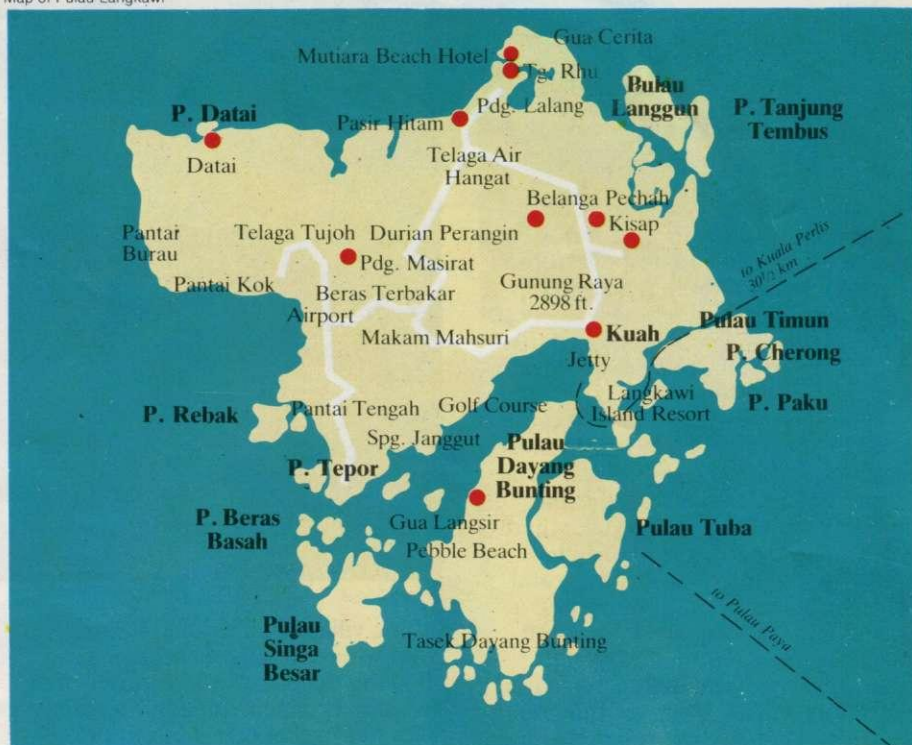 Map of Pulau Langkawi
Gua Cerita
Mutiara Beach Hotel
Tg. Rhu
Pulau
Langgun
P. Tanjung
Tembus
P. Datai
Datai
Pasir Hitam
Pdg. Lalang
Telaga Air
Hangat
Belanga Pechah
Kisap
Pantai
Burau
Telaga Tujoh
Durian Perangin
Pdg. Masirat
Pantai Kok
Beras Terbakar
Airport
Gunung Raya
2898 ft.
to Kuala Perlis
30½ km
Makam Mahsuri
Kuah
Pulau Timun
P. Cherong
Jetty
P. Paku
Langkawi
Island Resort
P. Rebak
Pantai Tengah
Golf Course
Spg. Janggut
P. Tepor
Pulau
Dayang
Bunting
P. Beras
Basah
Gua Langsir
Pebble Beach
Pulau Tuba
to Pulau Paya
Pulau
Singa
Besar
Tasek Dayang Bunting